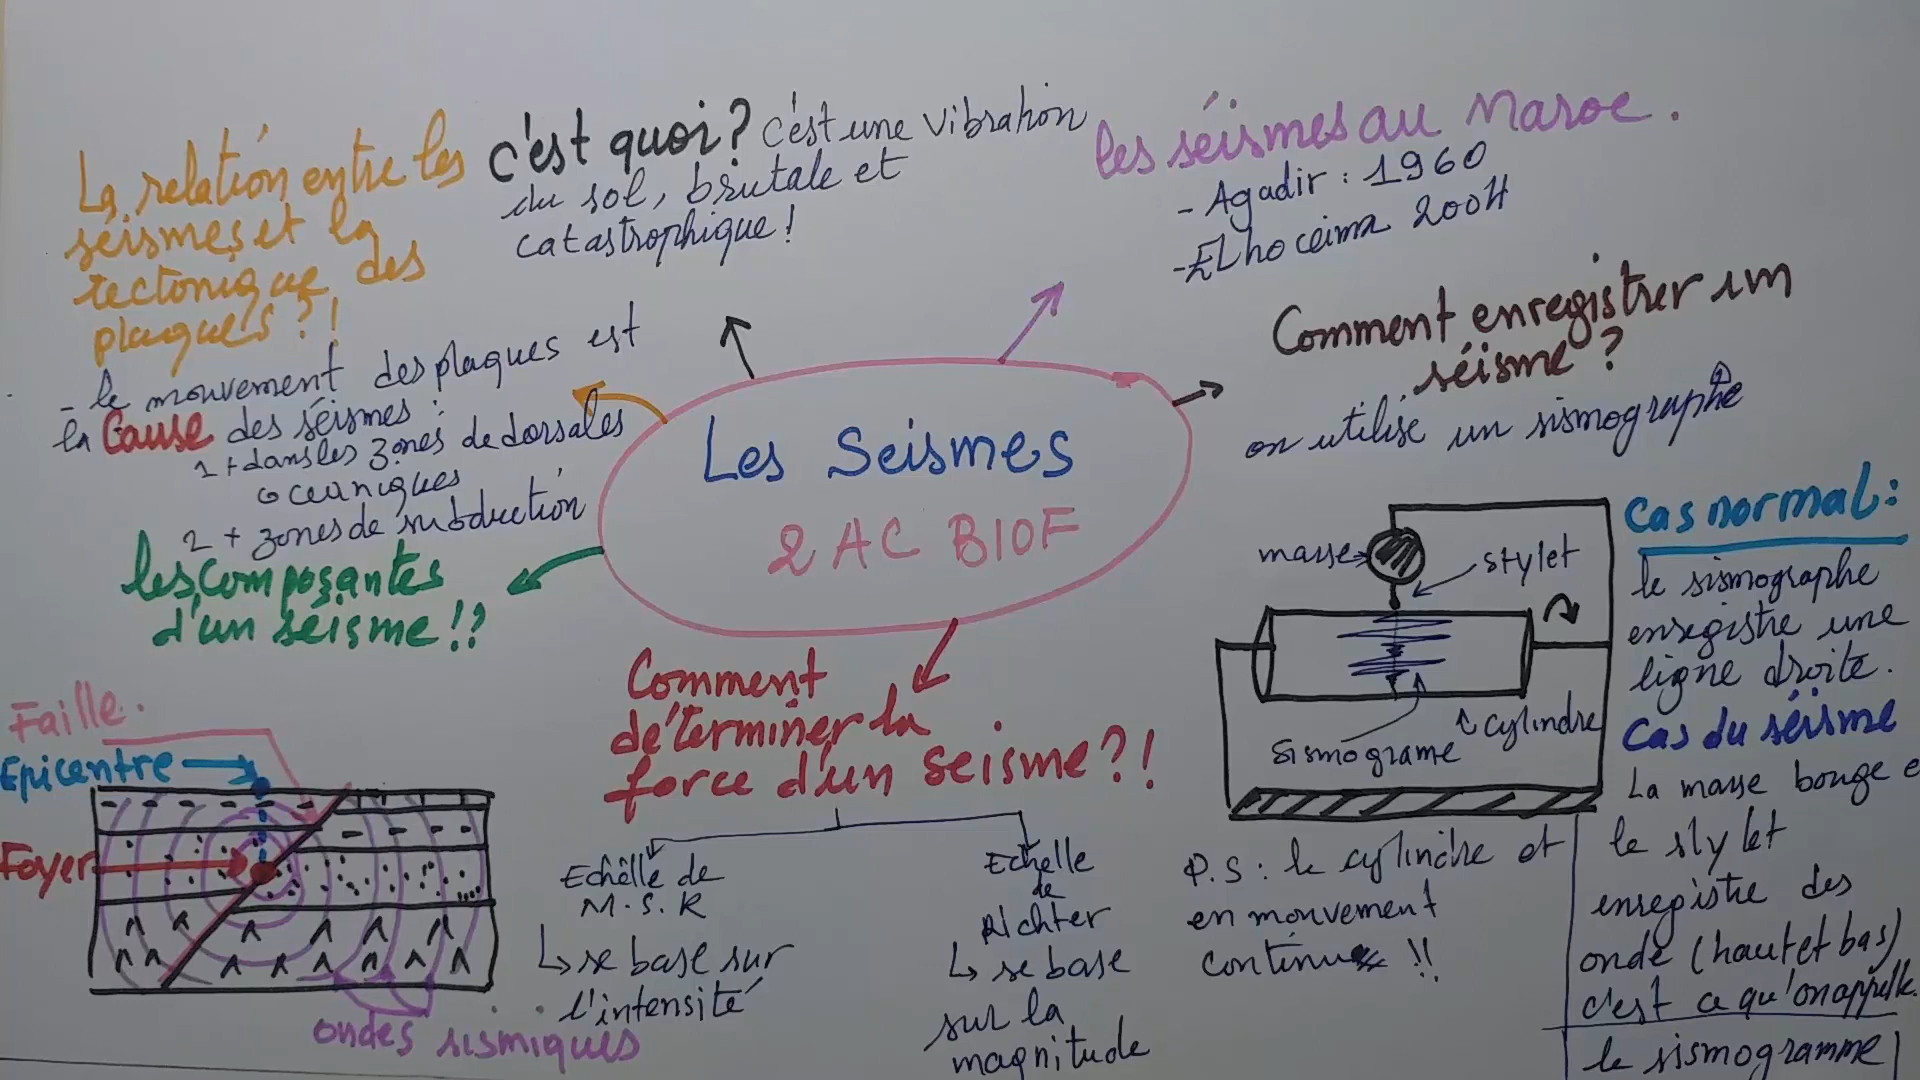 La relation entre les
séismes et la
tectonique des
plaques ?!
- le mouvement des plaques est
la Cause des séismes :
1 + dans les zones de dorsales
oceaniques
2 + zones de subduction
c'est quoi ? c'est une vibration
du sol, brutale et
catastrophique !
les séismes au Maroc.
- Agadir : 1960
- EL hoceima 2004
Comment enregistrer un
séisme ?
on utilise un sismographe
Les Seismes
2 AC BIOF
les composantes
d'un séisme !?
Faille.
Epicentre
Foyer
ondes sismiques
Comment
déterminer la
force d'un seisme ?!
Echèlle de
M.S.K
↳ se base sur
l'intensité
Echelle
de
Richter
↳ se base
sur la
magnitude
masse
stylet
cylindre
sismograme
P.S : le cylindre et
en mouvement
continu !!
Cas normal :
le sismographe
enregistre une
ligne droite.
Cas du séisme
La masse bouge e
le stylet
enregistre des
onde (haut et bas)
c'est ce qu'on appelle
le sismogramme